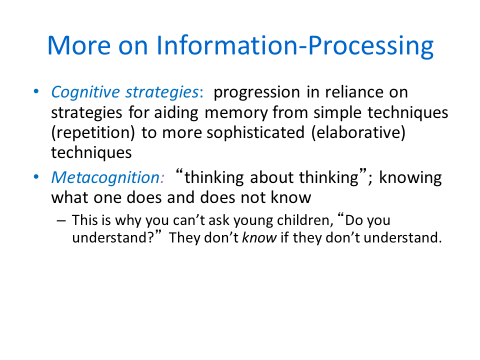 More on Information-Processing
• Cognitive strategies:  progression in reliance on
strategies for aiding memory from simple techniques
(repetition) to more sophisticated (elaborative)
techniques
• Metacognition:  “thinking about thinking”; knowing
what one does and does not know
– This is why you can’t ask young children, “Do you
understand?”  They don’t know if they don’t understand.